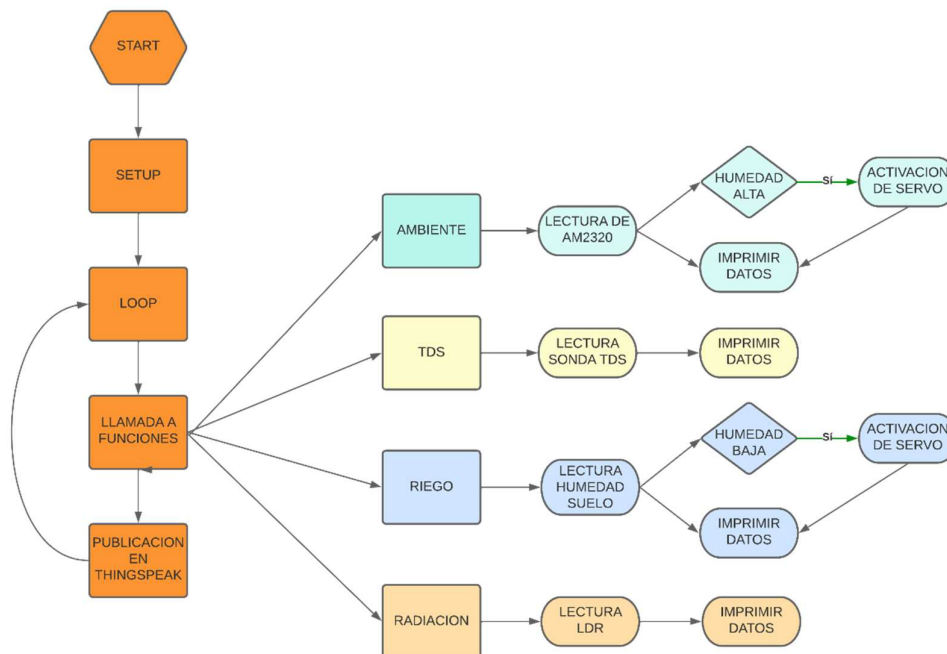 START
SETUP
LOOP
LLAMADA A
FUNCIONES
PUBLICACION
EN
THINGSPEAK
AMBIENTE
LECTURA DE
AM2320
HUMEDAD
ALTA
sí
ACTIVACION
DE SERVO
IMPRIMIR
DATOS
TDS
LECTURA
SONDA TDS
IMPRIMIR
DATOS
RIEGO
LECTURA
HUMEDAD
SUELO
HUMEDAD
BAJA
sí
ACTIVACION
DE SERVO
IMPRIMIR
DATOS
RADIACION
LECTURA
LDR
IMPRIMIR
DATOS